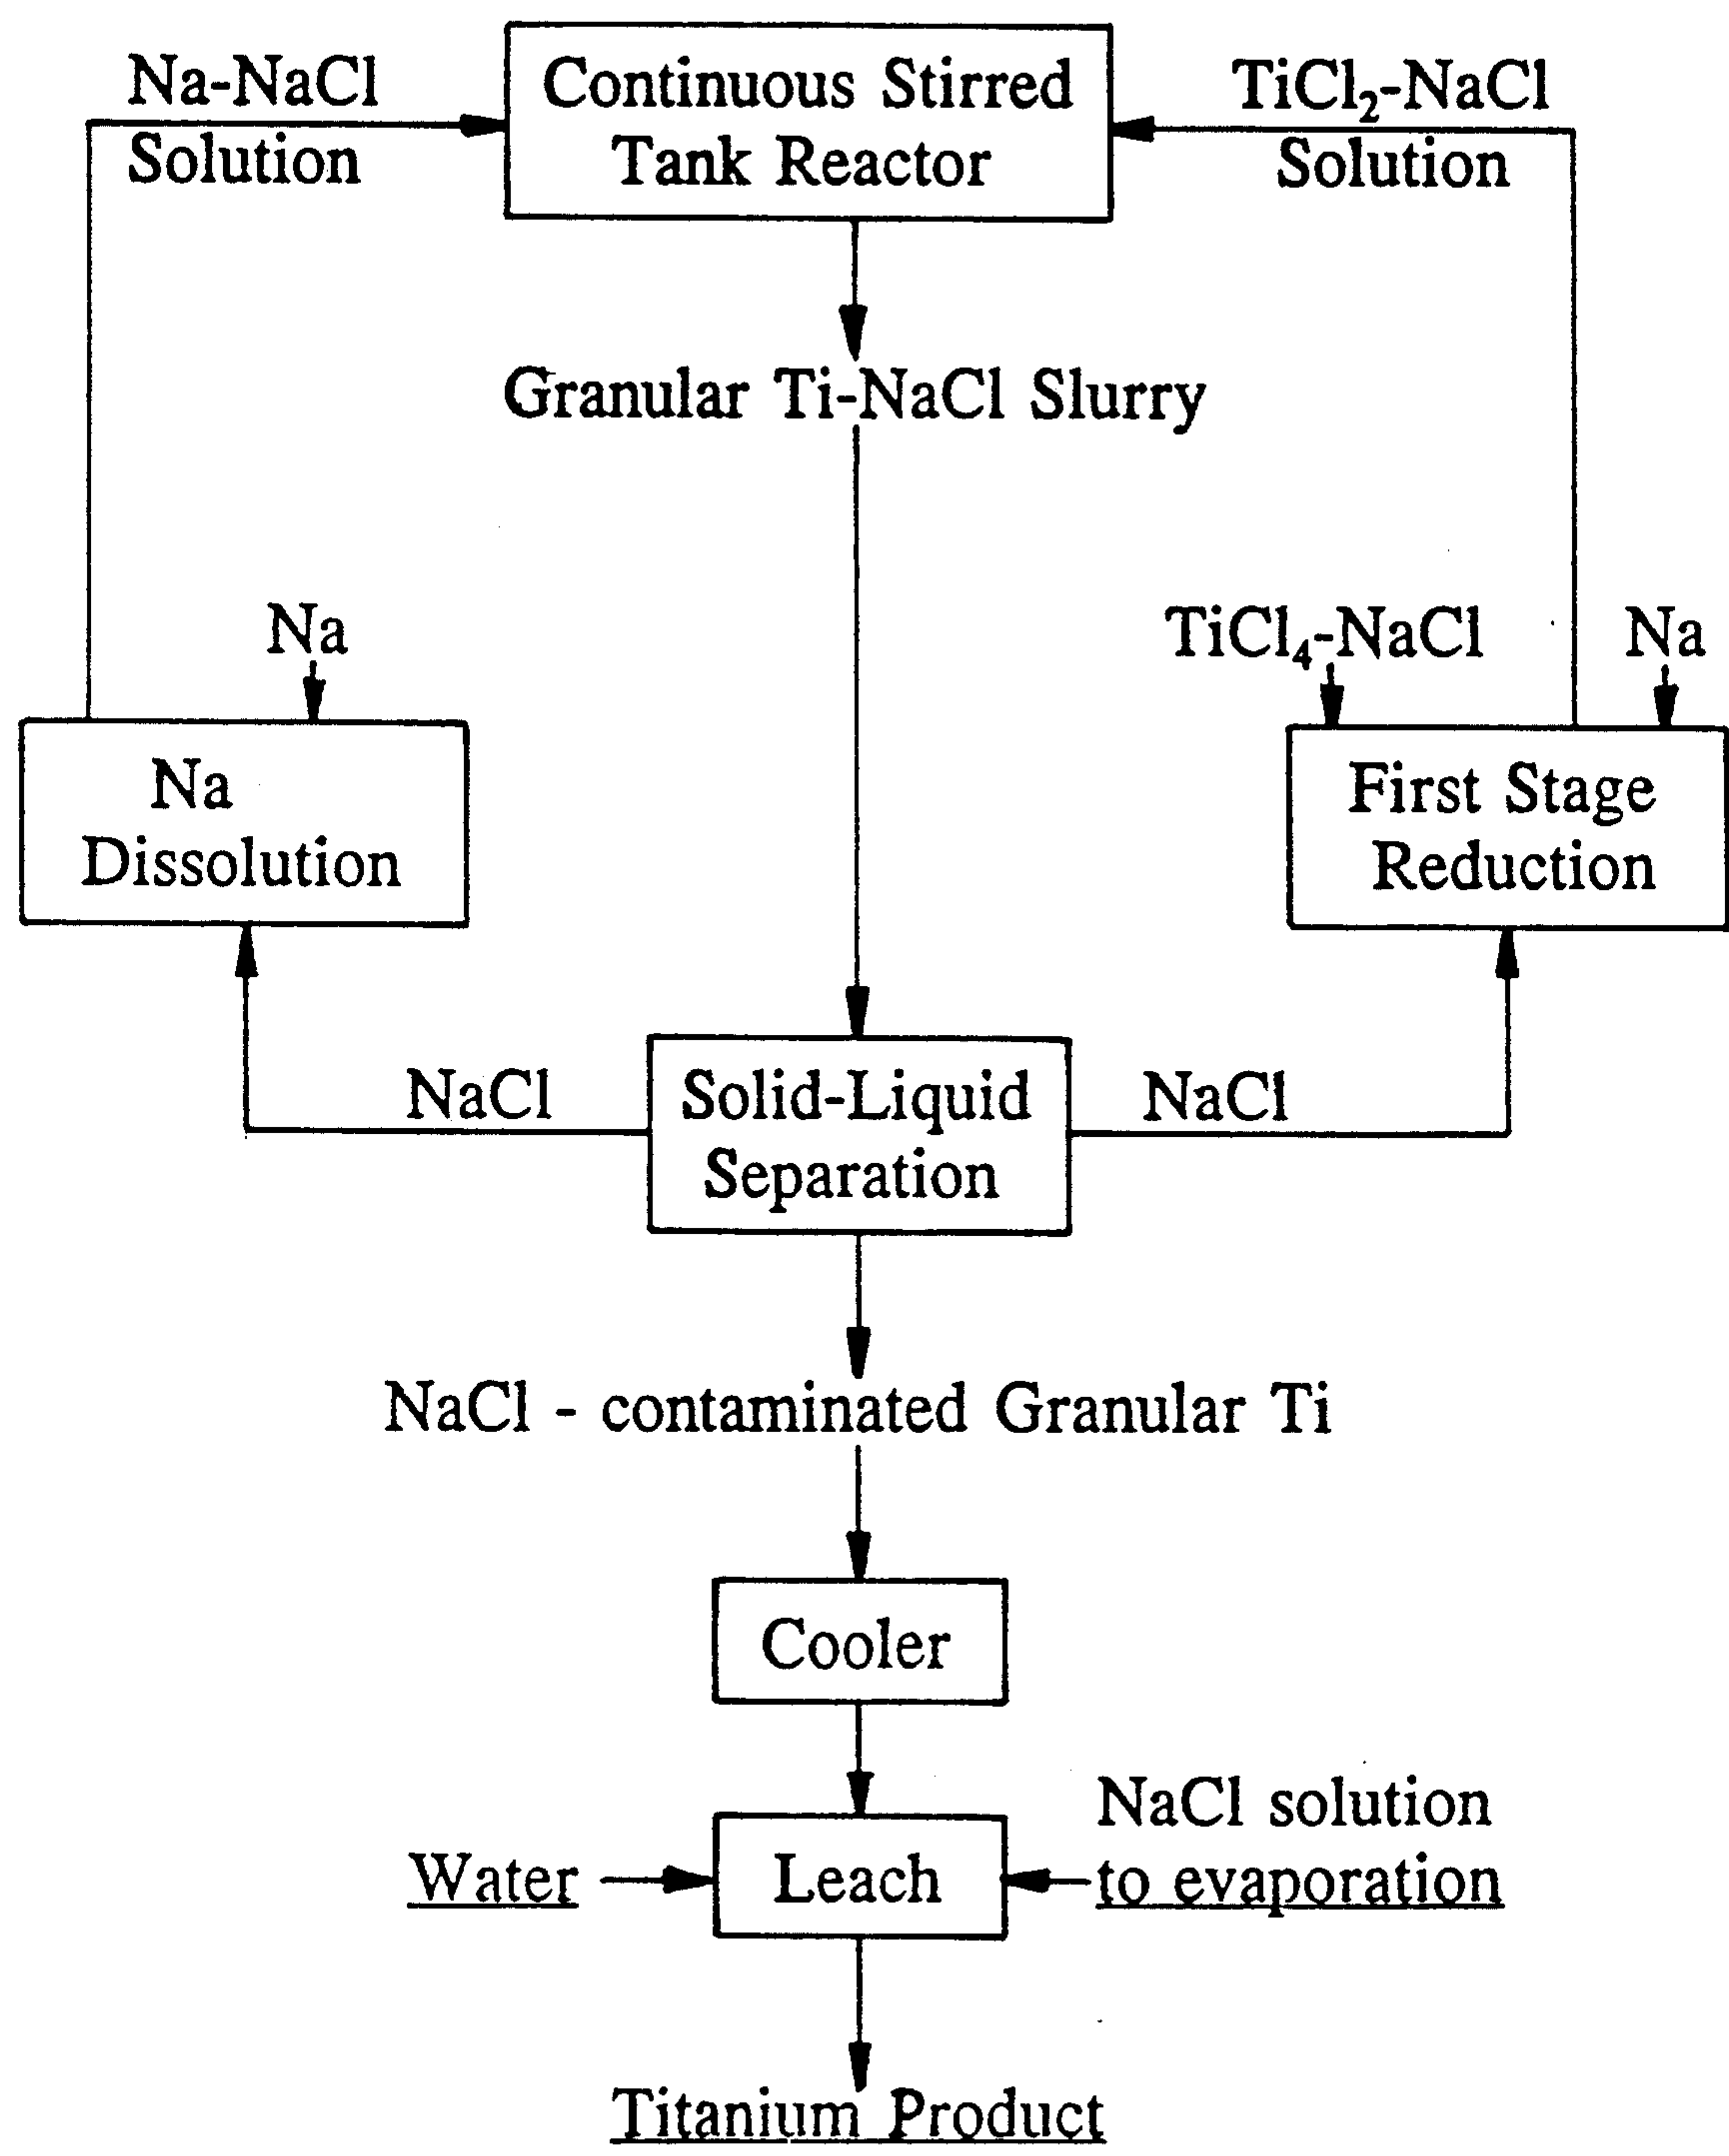 Na-NaCl
Solution
Continuous Stirred
Tank Reactor
TiCl₂-NaCl
Solution
Granular Ti-NaCl Slurry
Na
TiCl₄-NaCl
Na
Na
Dissolution
First Stage
Reduction
NaCl
Solid-Liquid
Separation
NaCl
NaCl - contaminated Granular Ti
Cooler
Water
Leach
NaCl solution
to evaporation
Titanium Product